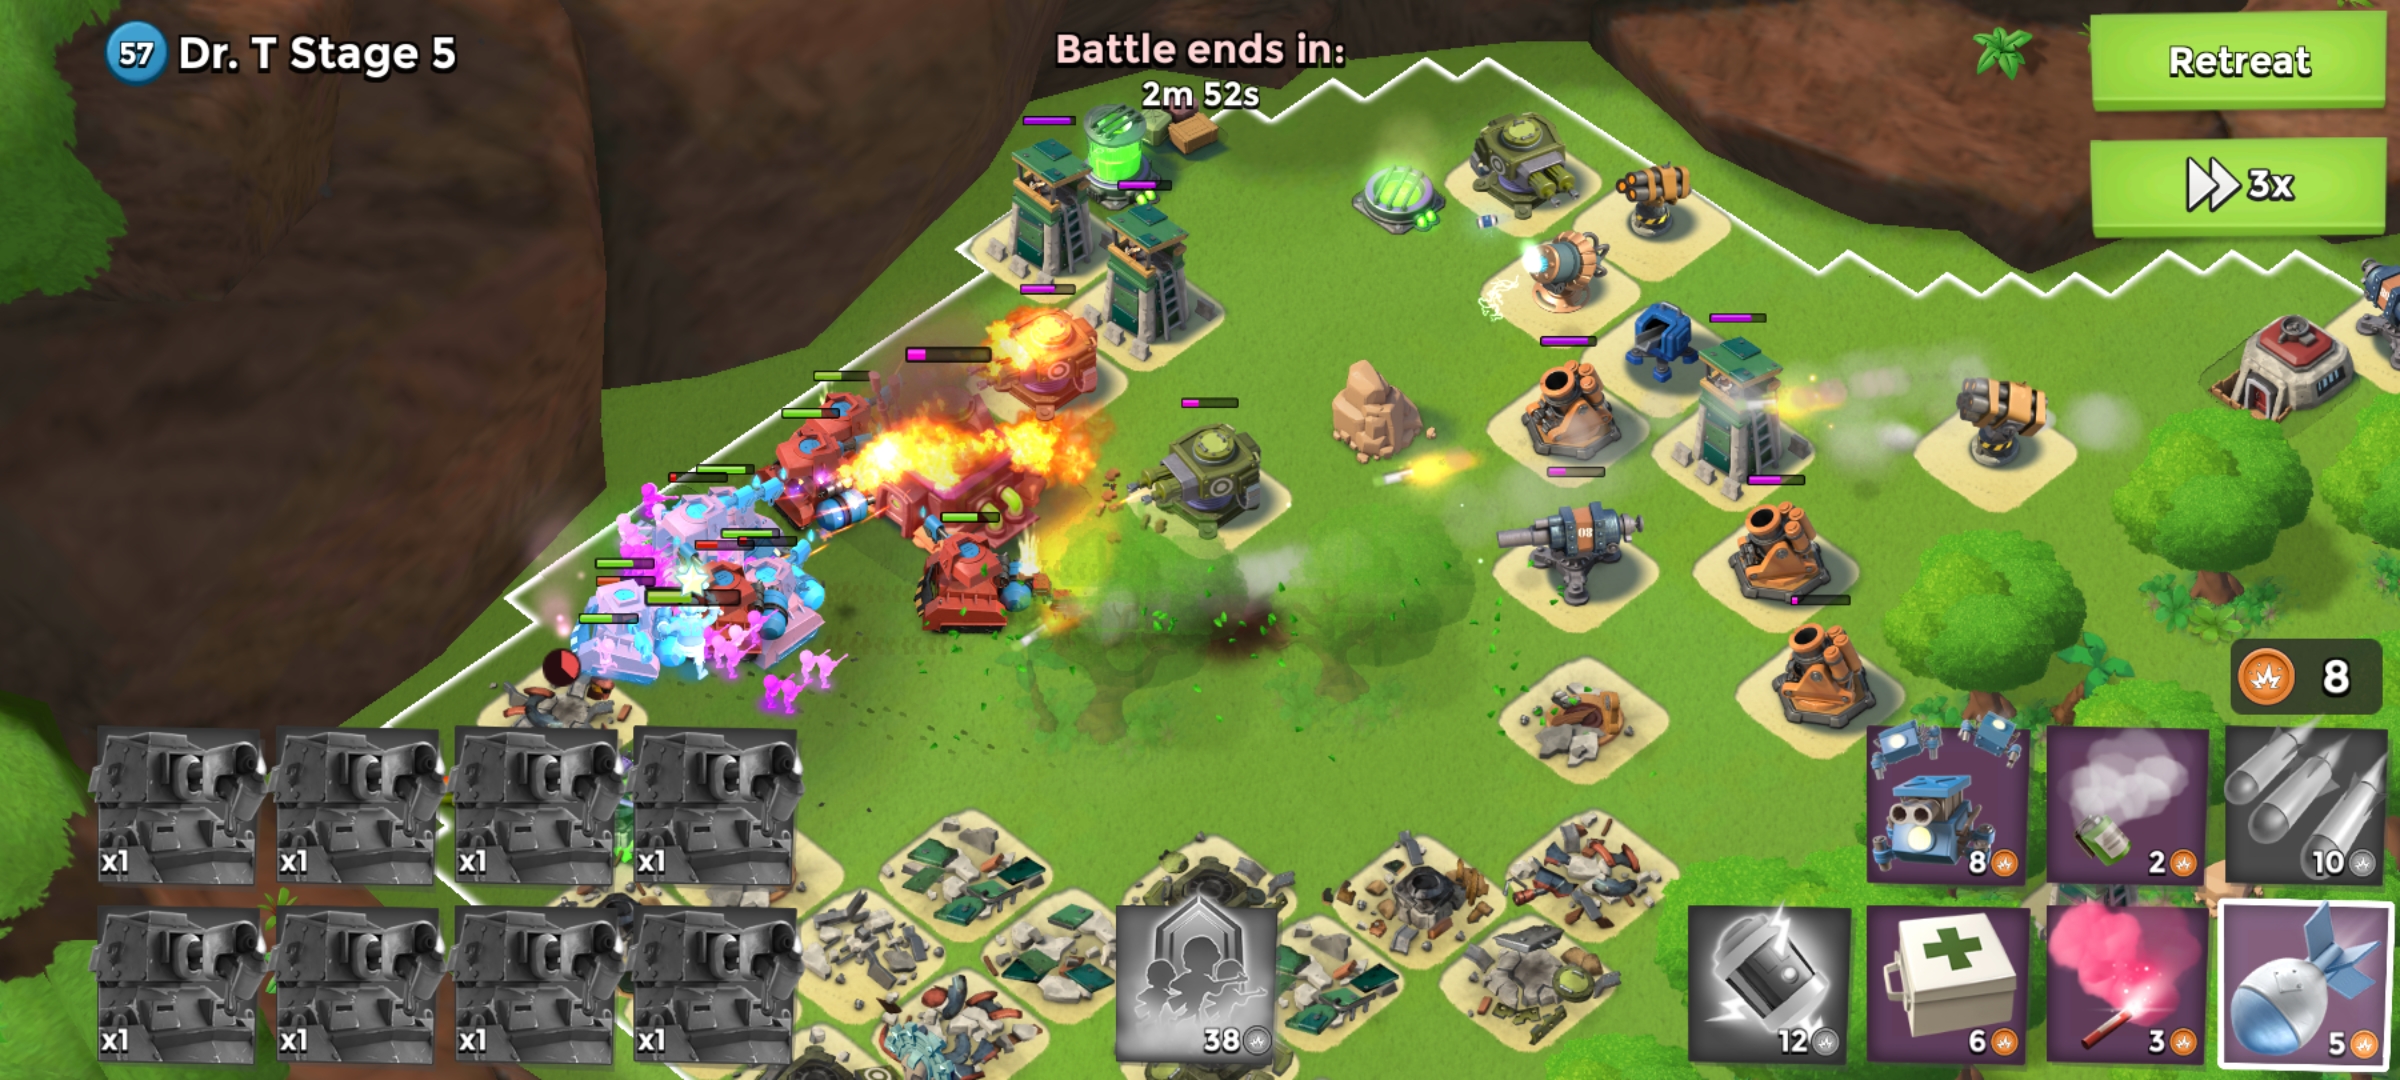 57 Dr. T Stage 5
Battle ends in:
2m 52s
Retreat
3x
08
8
x1 x1 x1 x1
8 2 10
x1 x1 x1 x1
38
12 6 3 5